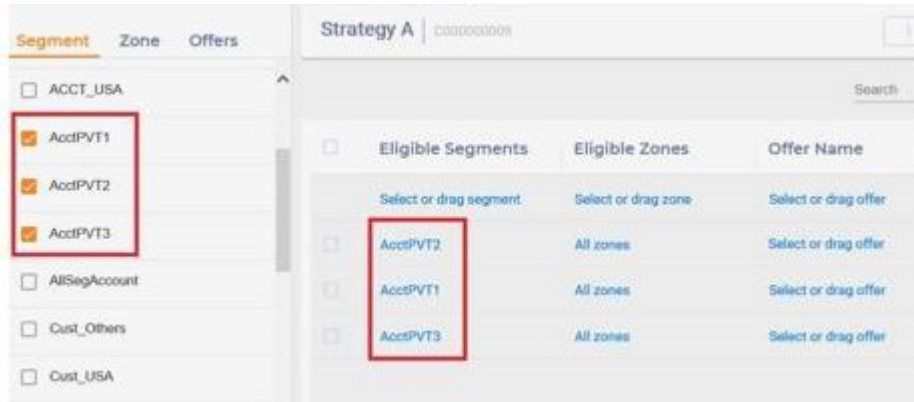 Segment Zone Offers
ACCT_USA
AcctPVT1
AcctPVT2
AcctPVT3
AllSegAccount
Cust_Others
Cust_USA
Strategy A
Search
Eligible Segments Eligible Zones Offer Name
Select or drag segment Select or drag zone Select or drag offer
AcctPVT2 All zones Select or drag offer
AcctPVT1 All zones Select or drag offer
AcctPVT3 All zones Select or drag offer